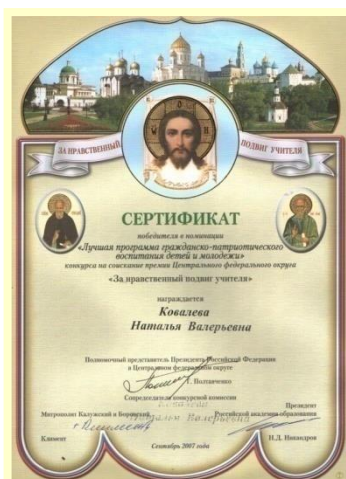 ЗА НРАВСТВЕННЫЙ
ПОДВИГ УЧИТЕЛЯ
СЕРТИФИКАТ
победителя в номинации
«Лучшая программа гражданско-патриотического
воспитания детей и молодежи»
конкурса на соискание премии Центрального федерального округа
«За нравственный подвиг учителя»
награждается
Ковалева
Наталья Валерьевна
Полномочный представитель Президента Российской Федерации
в Центральном федеральном округе
Г. Полтавченко
Сопредседатели конкурсной комиссии
Митрополит Калужский и Боровский
Климент
Президент
Российской академии образования
Н.Д. Никандров
Сентябрь 2007 года